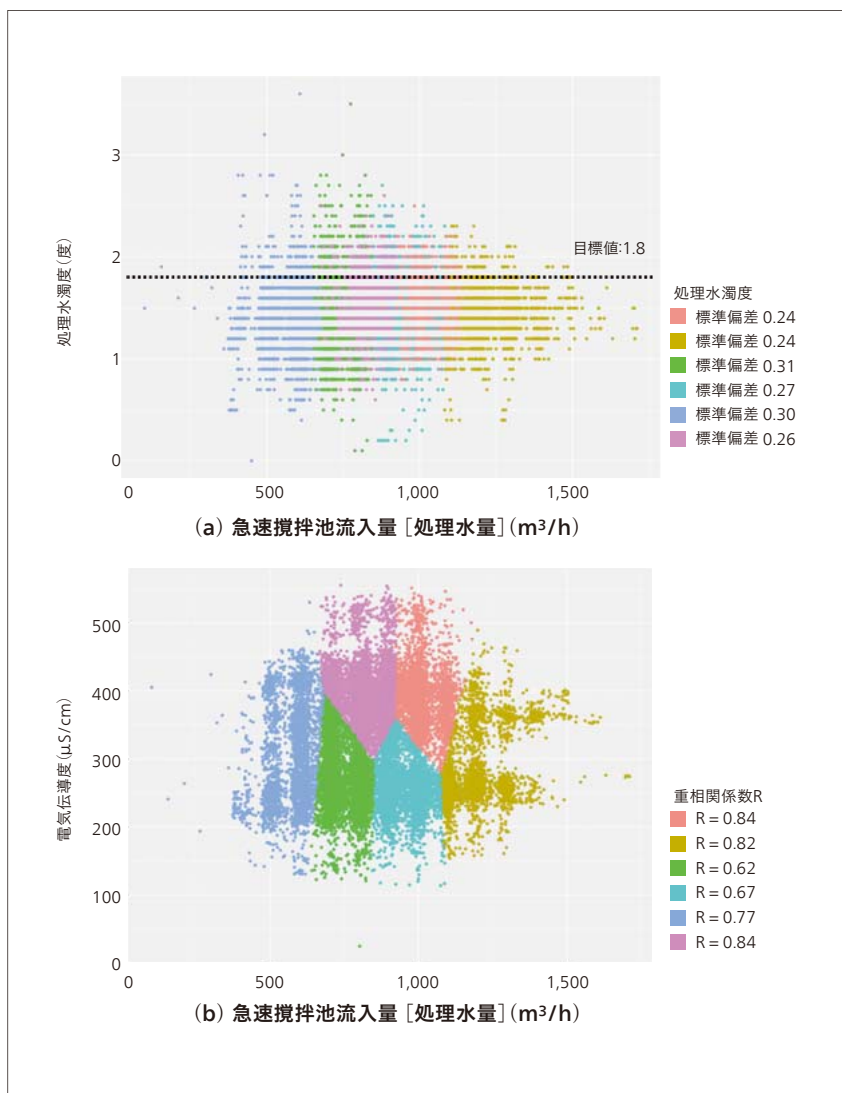 3
2
1
0
処理水濁度(度)
目標値:1.8
処理水濁度
標準偏差 0.24
標準偏差 0.24
標準偏差 0.31
標準偏差 0.27
標準偏差 0.30
標準偏差 0.26
0 500 1,000 1,500
(a) 急速撹拌池流入量 [処理水量] (m³/h)
500
400
300
200
100
0
電気伝導度(μS/cm)
重相関係数R
R=0.84
R=0.82
R=0.62
R=0.67
R=0.77
R=0.84
0 500 1,000 1,500
(b) 急速撹拌池流入量 [処理水量] (m³/h)